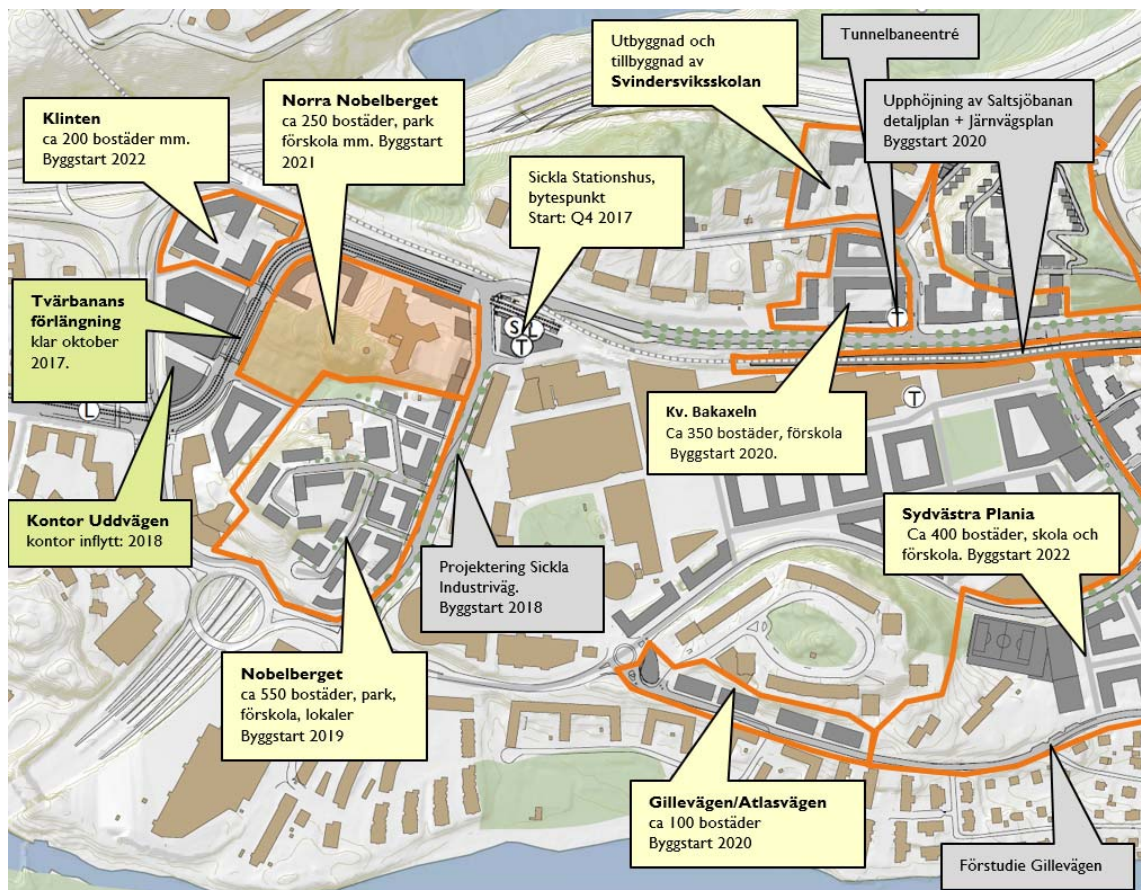 Utbyggnad och
tillbyggnad av
Svindersviksskolan
Tunnelbaneentré
Upphöjning av Saltsjöbanan
detaljplan + Järnvägsplan
Byggstart 2020
Norra Nobelberget
ca 250 bostäder, park
förskola mm. Byggstart
2021
Klinten
ca 200 bostäder mm.
Byggstart 2022
Sickla Stationshus,
bytespunkt
Start: Q4 2017
Tvärbanans
förlängning
klar oktober
2017.
S
L
T
T
L
T
Kv. Bakaxeln
Ca 350 bostäder, förskola
Byggstart 2020.
Kontor Uddvägen
kontor inflytt: 2018
Sydvästra Plania
Ca 400 bostäder, skola och
förskola. Byggstart 2022
Projektering Sickla
Industriväg.
Byggstart 2018
Nobelberget
ca 550 bostäder, park,
förskola, lokaler
Byggstart 2019
Gillevägen/Atlasvägen
ca 100 bostäder
Byggstart 2020
Förstudie Gillevägen